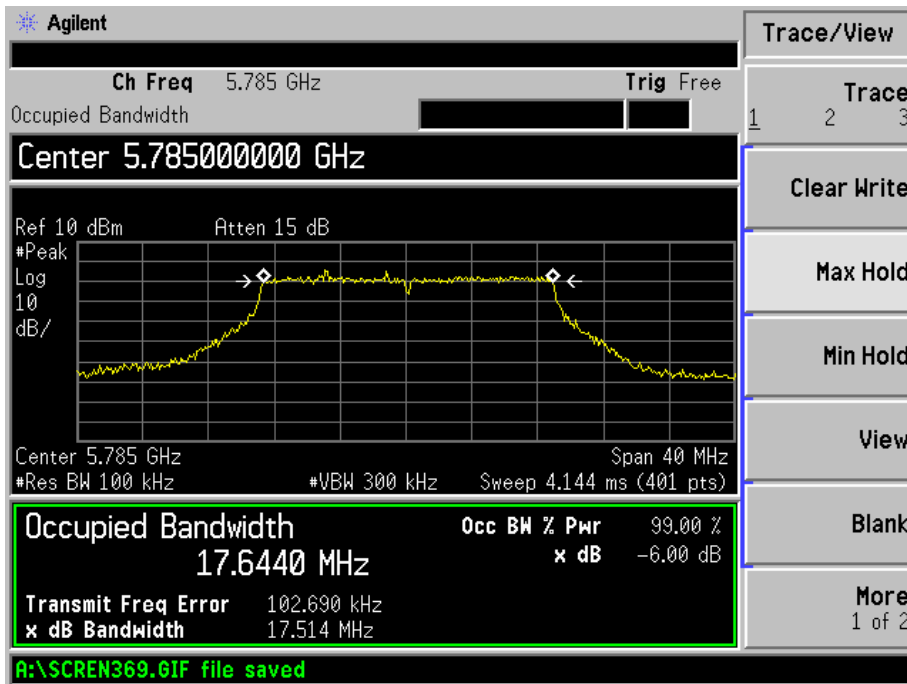 Agilent
Trace/View
Ch Freq 5.785 GHz Trig Free
Occupied Bandwidth
Trace
1 2 3
Center 5.785000000 GHz
Clear Write
Ref 10 dBm Atten 15 dB
#Peak
Log
10
dB/
Max Hold
Min Hold
View
Center 5.785 GHz Span 40 MHz
#Res BW 100 kHz #VBW 300 kHz Sweep 4.144 ms (401 pts)
Occupied Bandwidth
17.6440 MHz
Occ BW % Pwr 99.00 %
x dB -6.00 dB
Blank
Transmit Freq Error 102.690 kHz
x dB Bandwidth 17.514 MHz
More
1 of 2
A:\SCREN369.GIF file saved